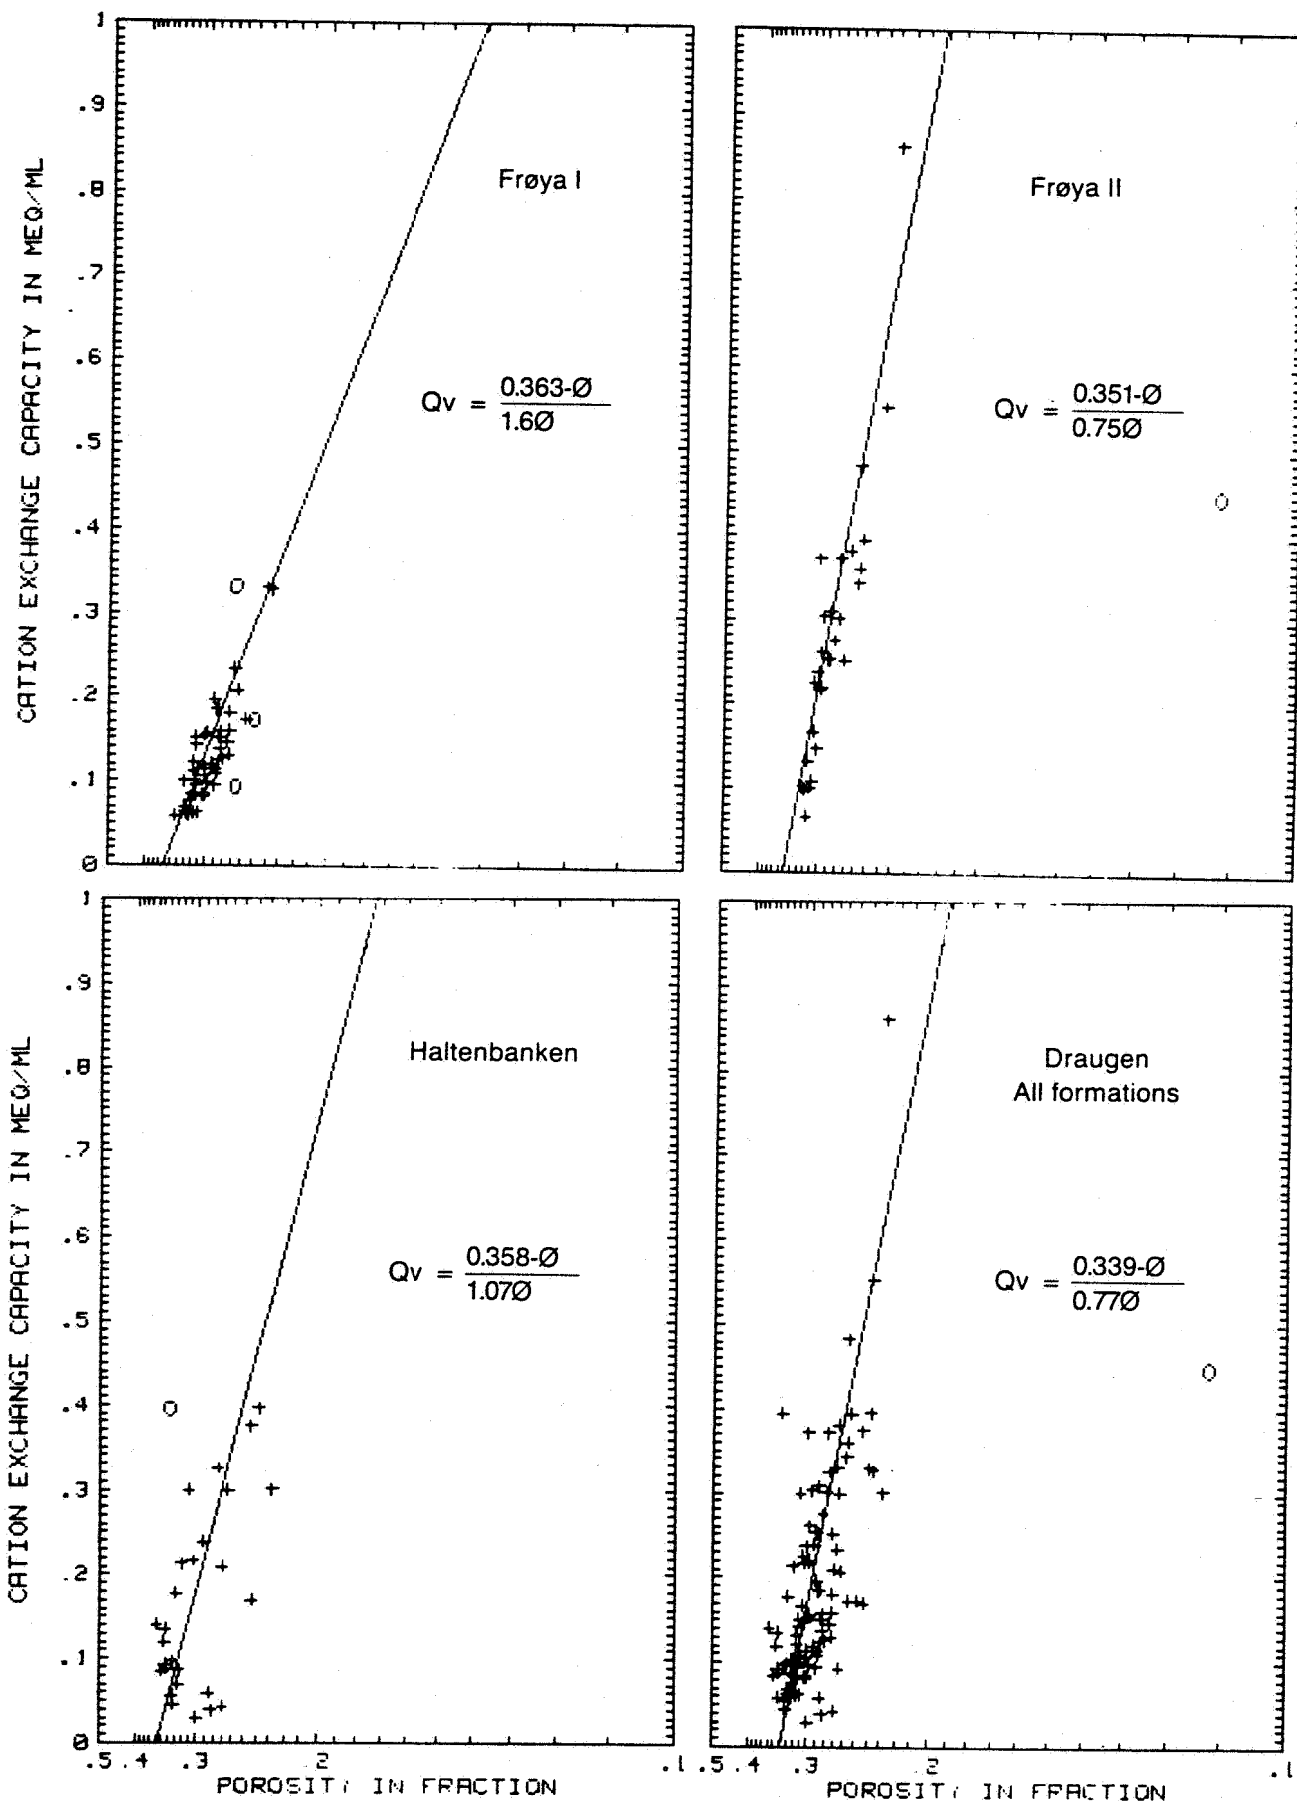 1
.9
.8
.7
.6
.5
.4
.3
.2
.1
0
CATION EXCHANGE CAPACITY IN MEQ/ML
Frøya I
Qv = 0.363-Ø
1.6Ø
Frøya II
Qv = 0.351-Ø
0.75Ø
1
.9
.8
.7
.6
.5
.4
.3
.2
.1
0
CATION EXCHANGE CAPACITY IN MEQ/ML
Haltenbanken
Qv = 0.358-Ø
1.07Ø
.5 .4 .3 .2 .1
POROSITY IN FRACTION
Draugen
All formations
Qv = 0.339-Ø
0.77Ø
.5 .4 .3 .2 .1
POROSITY IN FRACTION